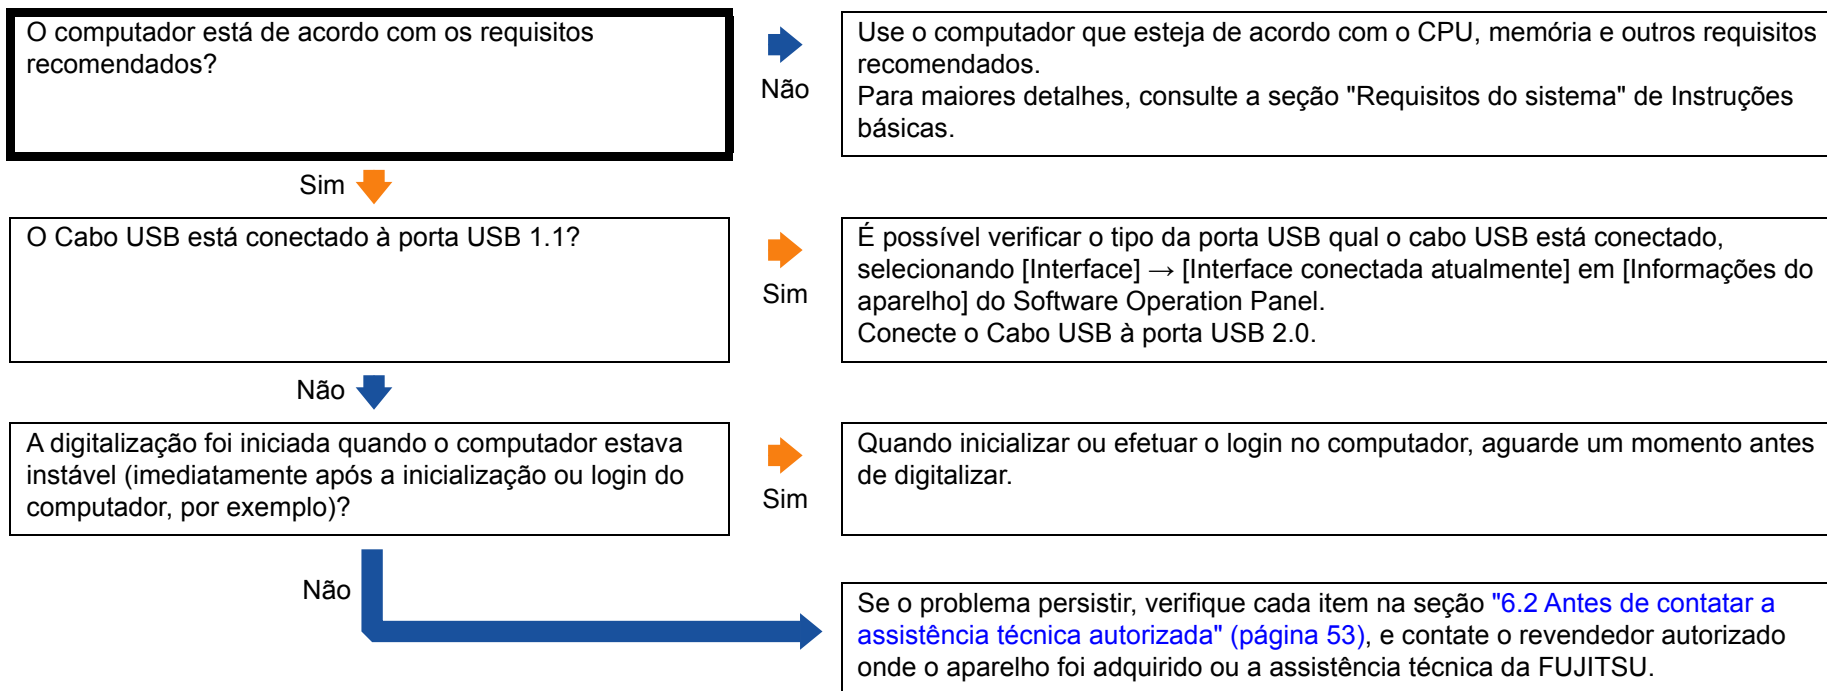 O computador está de acordo com os requisitos
recomendados?
Não
Use o computador que esteja de acordo com o CPU, memória e outros requisitos
recomendados.
Para maiores detalhes, consulte a seção "Requisitos do sistema" de Instruções
básicas.
Sim
O Cabo USB está conectado à porta USB 1.1?
Sim
É possível verificar o tipo da porta USB qual o cabo USB está conectado,
selecionando [Interface] → [Interface conectada atualmente] em [Informações do
aparelho] do Software Operation Panel.
Conecte o Cabo USB à porta USB 2.0.
Não
A digitalização foi iniciada quando o computador estava
instável (imediatamente após a inicialização ou login do
computador, por exemplo)?
Sim
Quando inicializar ou efetuar o login no computador, aguarde um momento antes
de digitalizar.
Não
Se o problema persistir, verifique cada item na seção "6.2 Antes de contatar a
assistência técnica autorizada" (página 53), e contate o revendedor autorizado
onde o aparelho foi adquirido ou a assistência técnica da FUJITSU.